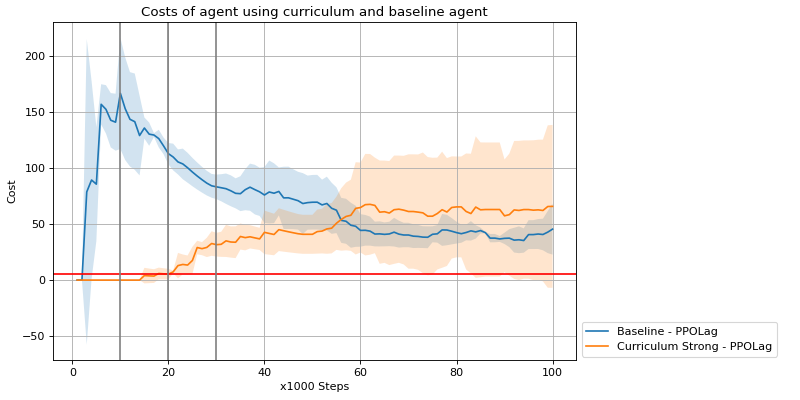 Costs of agent using curriculum and baseline agent
200
150
100
50
0
−50
Cost
0 20 40 60 80 100
x1000 Steps
Baseline - PPOLag
Curriculum Strong - PPOLag